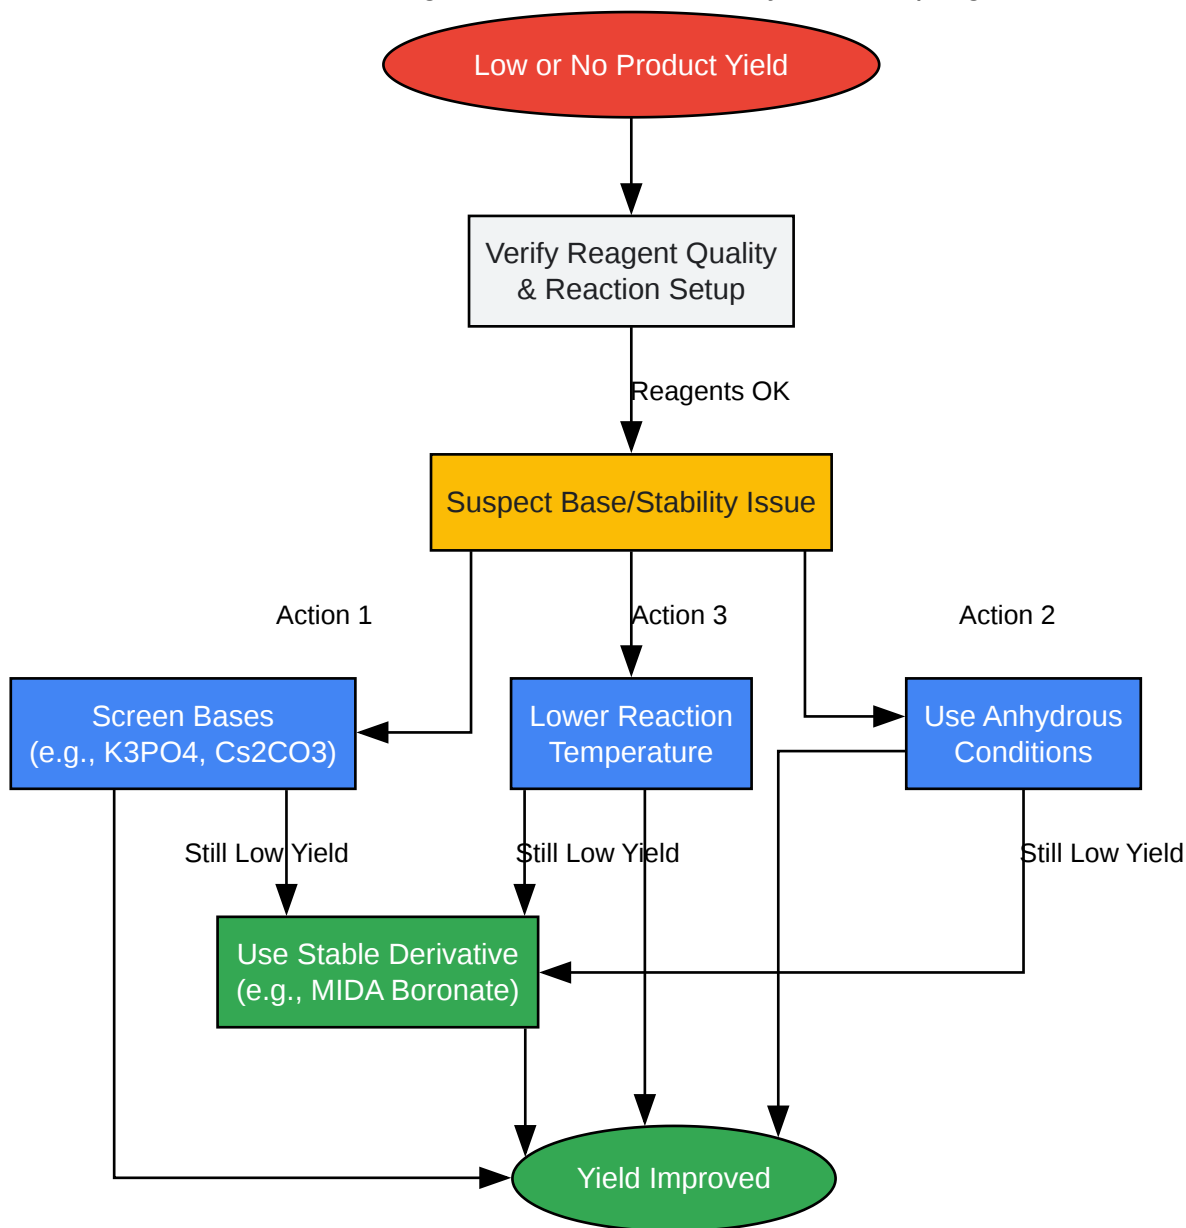 Low or No Product Yield
Verify Reagent Quality
& Reaction Setup
Reagents OK
Suspect Base/Stability Issue
Action 1
Action 3
Action 2
Screen Bases
(e.g., K3PO4, Cs2CO3)
Lower Reaction
Temperature
Use Anhydrous
Conditions
Still Low Yield
Still Low Yield
Still Low Yield
Use Stable Derivative
(e.g., MIDA Boronate)
Yield Improved